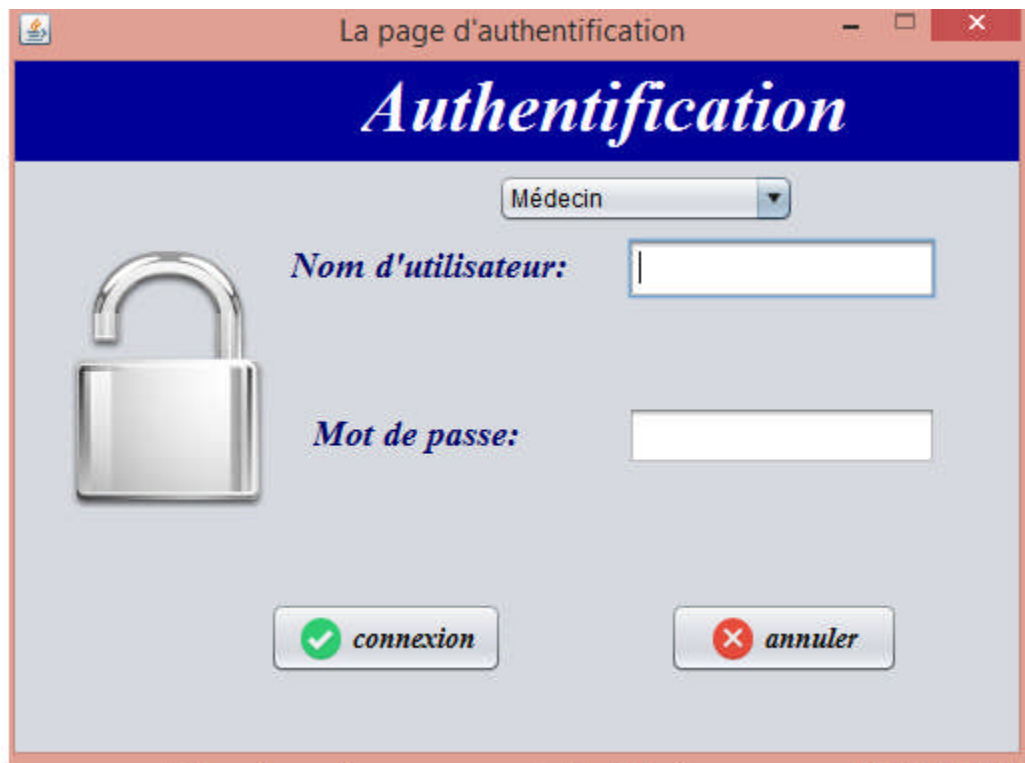 La page d'authentification
Authentification
Médecin
Nom d'utilisateur:
Mot de passe:
connexion
annuler